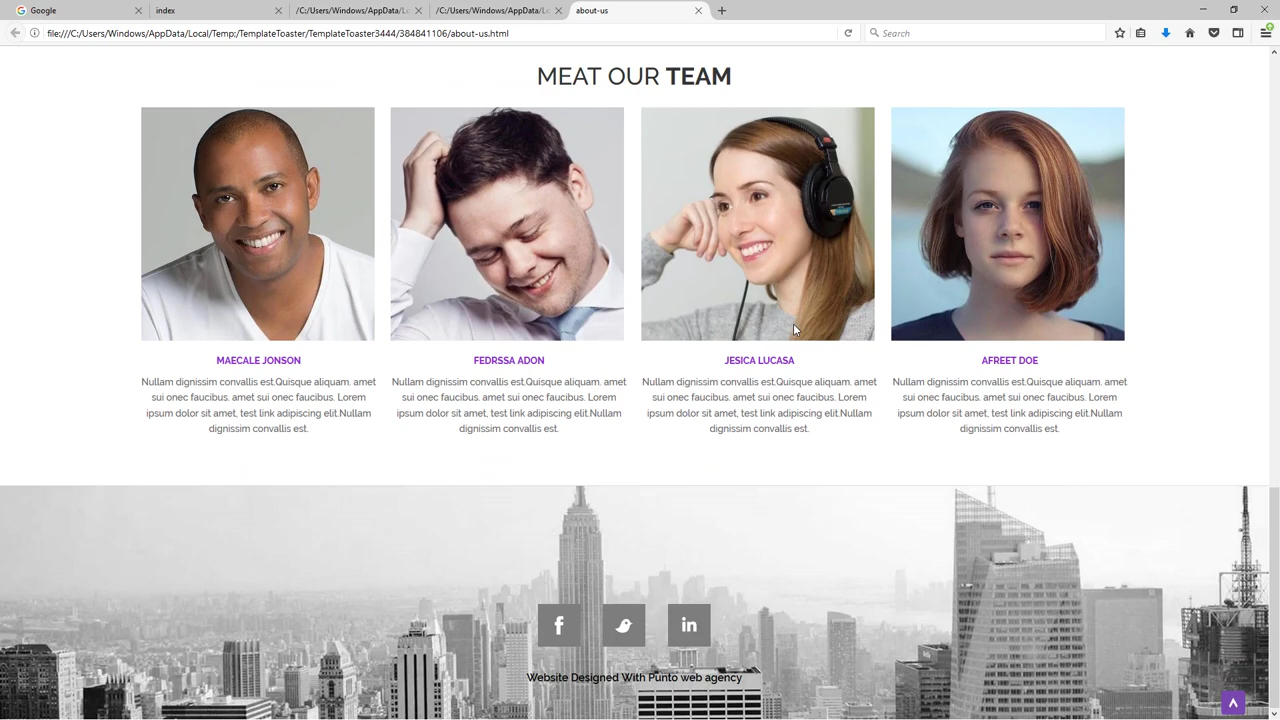 Google
index
/C:/Users/Windows/AppData/Lo
/C:/Users/Windows/AppData/Lo
about-us
file:///C:/Users/Windows/AppData/Local/Temp;/TemplateToaster/TemplateToaster3444/384841106/about-us.html
Search
MEAT OUR TEAM
MAECALE JONSON
Nullam dignissim convallis est.Quisque aliquam. amet
sui onec faucibus. amet sui onec faucibus. Lorem
ipsum dolor sit amet, test link adipiscing elit.Nullam
dignissim convallis est.
FEDRSSA ADON
Nullam dignissim convallis est.Quisque aliquam. amet
sui onec faucibus. amet sui onec faucibus. Lorem
ipsum dolor sit amet, test link adipiscing elit.Nullam
dignissim convallis est.
JESICA LUCASA
Nullam dignissim convallis est.Quisque aliquam. amet
sui onec faucibus. amet sui onec faucibus. Lorem
ipsum dolor sit amet, test link adipiscing elit.Nullam
dignissim convallis est.
AFREET DOE
Nullam dignissim convallis est.Quisque aliquam. amet
sui onec faucibus. amet sui onec faucibus. Lorem
ipsum dolor sit amet, test link adipiscing elit.Nullam
dignissim convallis est.
f
in
Website Designed With Punto web agency